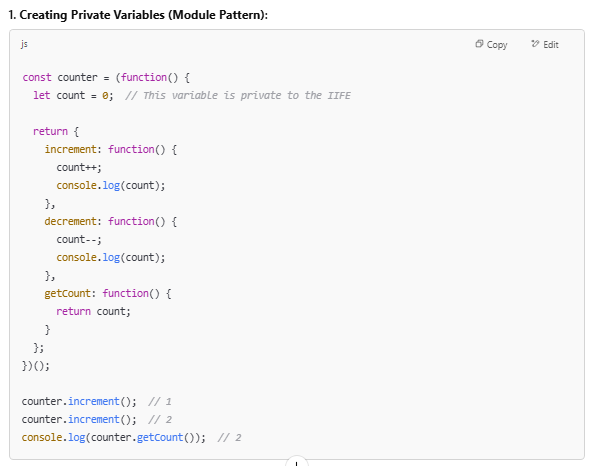 1. Creating Private Variables (Module Pattern):
js Copy Edit
const counter = (function() {
  let count = 0;  // This variable is private to the IIFE

  return {
    increment: function() {
      count++;
      console.log(count);
    },
    decrement: function() {
      count--;
      console.log(count);
    },
    getCount: function() {
      return count;
    }
  };
})();

counter.increment();  // 1
counter.increment();  // 2
console.log(counter.getCount());  // 2